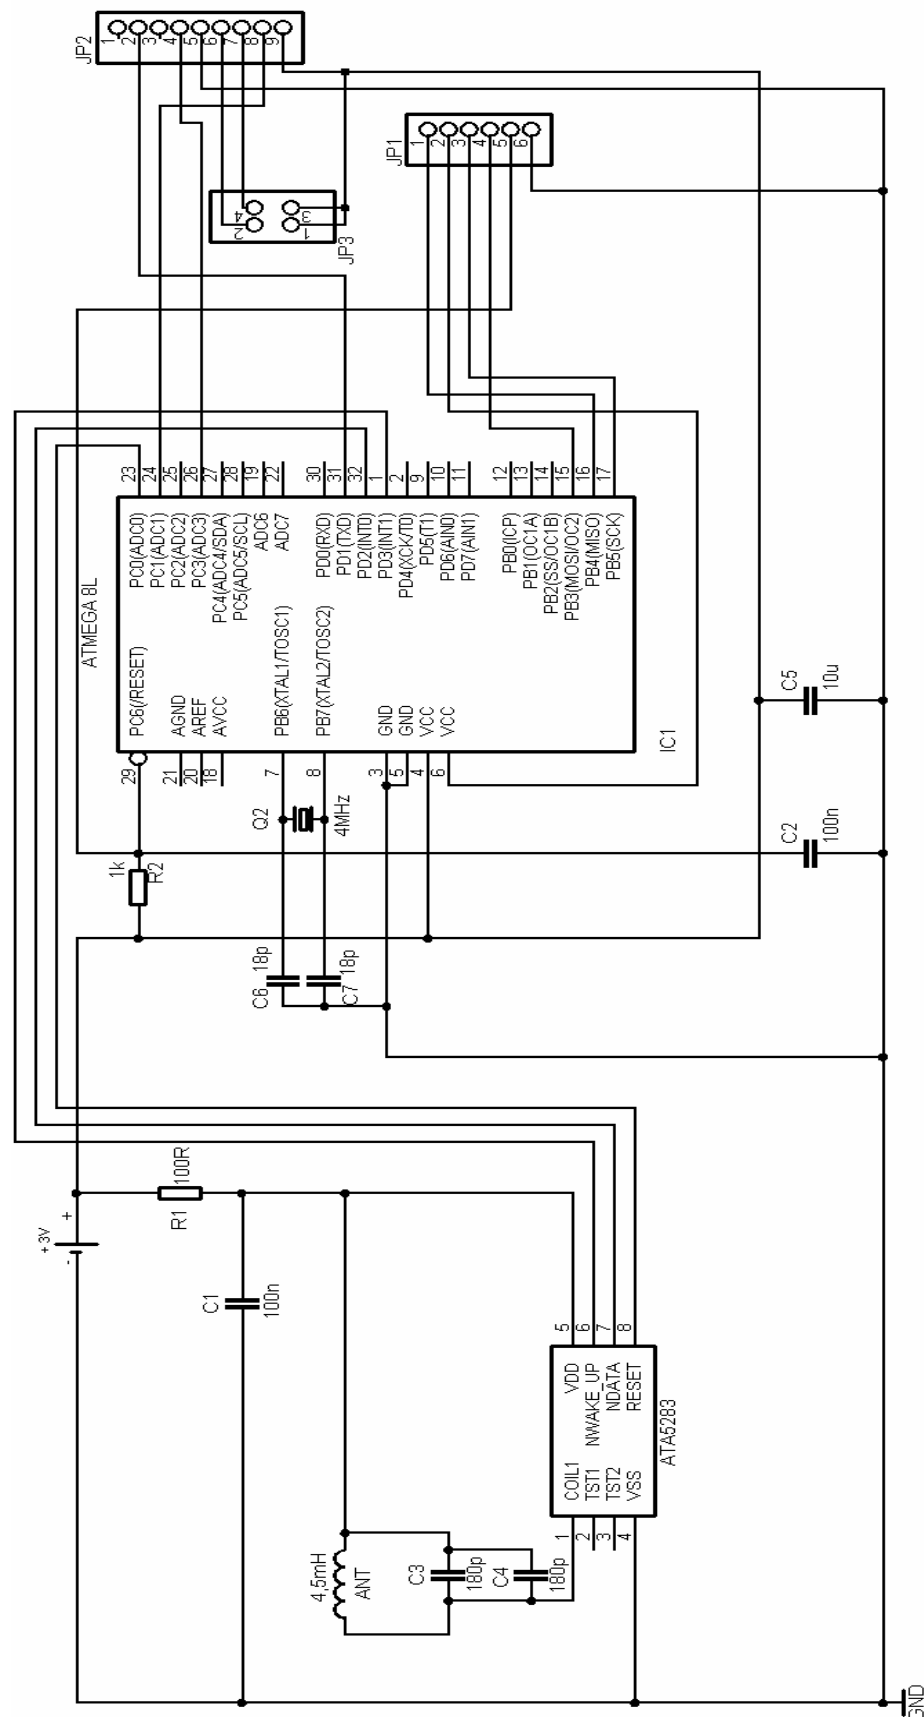 JP2
1
2
3
4
5
6
7
8
9
JP1
1
2
3
4
5
6
JP3
4
3
2
1
23
24
25
26
27
28
19
22
30
31
32
1
2
9
10
11
12
13
14
15
16
17
ATMEGA 8L
PC0(ADC0)
PC1(ADC1)
PC2(ADC2)
PC3(ADC3)
PC4(ADC4/SDA)
PC5(ADC5/SCL)
ADC6
ADC7
PD0(RXD)
PD1(TXD)
PD2(INT0)
PD3(INT1)
PD4(XCK/T0)
PD5(T1)
PD6(AIN0)
PD7(AIN1)
PB0(ICP)
PB1(OC1A)
PB2(SS/OC1B)
PB3(MOSI/OC2)
PB4(MISO)
PB5(SCK)
PC6(/RESET)
AGND
AREF
AVCC
PB6(XTAL1/TOSC1)
PB7(XTAL2/TOSC2)
GND
GND
VCC
VCC
IC1
29
21
20
18
7
8
3
5
4
6
C5
10u
C2
100n
Q2
4MHz
1k
R2
C6
18p
C7
18p
+3V
+
-
R1
100R
C1
100n
5
6
7
8
VDD
NWAKE_UP
NDATA
RESET
COIL1
TST1
TST2
VSS
ATA5283
1
2
3
4
4,5mH
ANT
C3
180p
C4
180p
GND